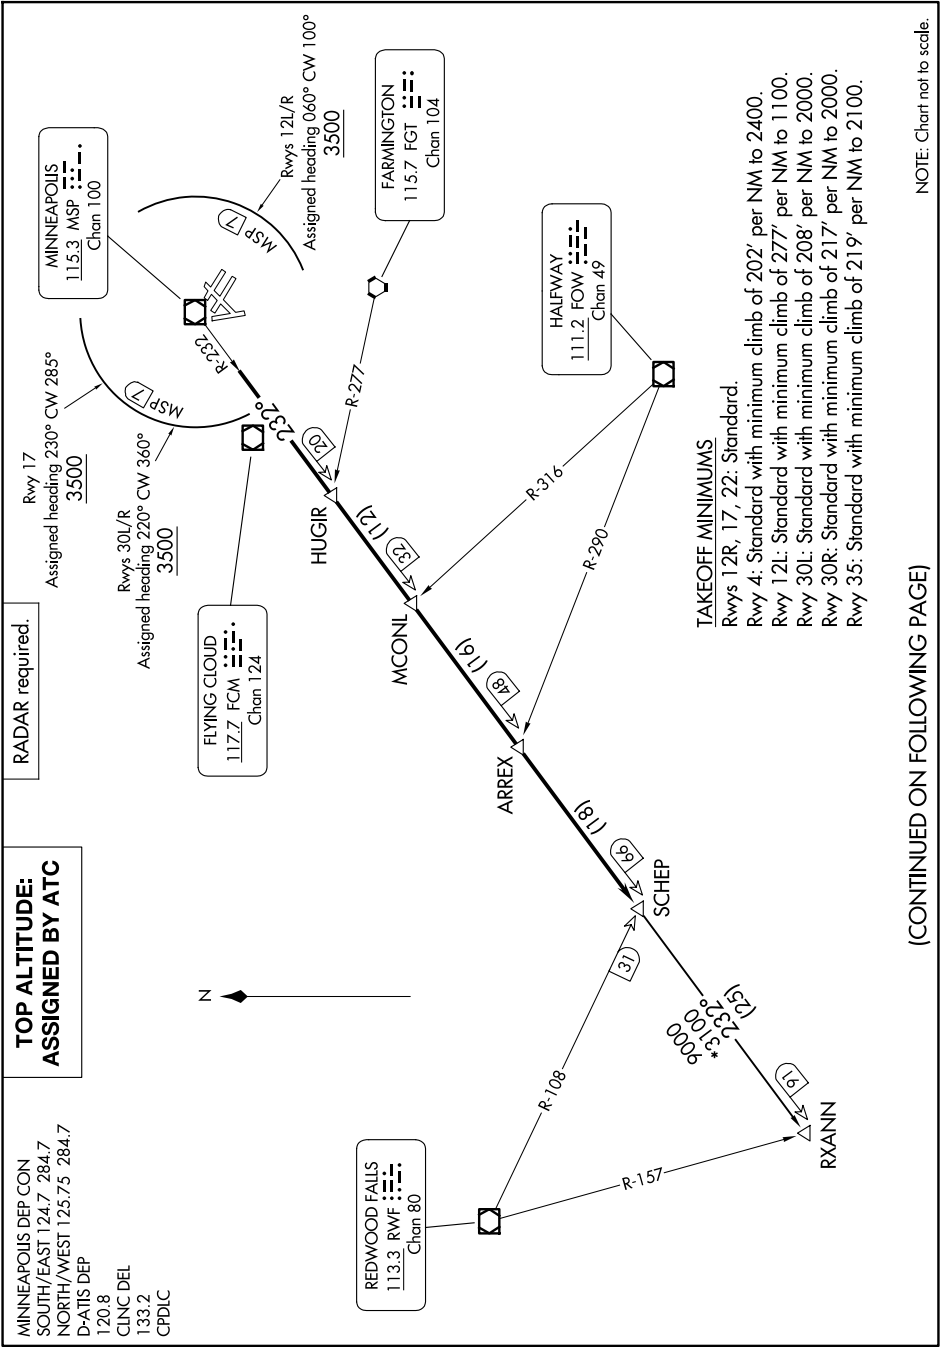 MINNEAPOLIS DEP CON
SOUTH/EAST 124.7 284.7
NORTH/WEST 125.75 284.7
D-ATIS DEP
120.8
CLNC DEL
133.2
CPDLC
TOP ALTITUDE:
ASSIGNED BY ATC
RADAR required.
Rwy 17
Assigned heading 230° CW 285°
3500
Rwys 30L/R
Assigned heading 220° CW 360°
3500
MINNEAPOLIS
115.3 MSP
Chan 100
Rwys 12L/R
Assigned heading 060° CW 100°
3500
MSP 7
MSP 7
R-232
232°
FLYING CLOUD
117.7 FCM
Chan 124
FARMINGTON
115.7 FGT
Chan 104
R-277
20
HUGIR
(12)
32
MCONL
(16)
48
ARREX
(18)
66
SCHEP
HALFWAY
111.2 FOW
Chan 49
R-316
R-290
N
REDWOOD FALLS
113.3 RWF
Chan 80
R-108
31
R-157
9000
*3100
232°
(25)
91
RXANN
TAKEOFF MINIMUMS
Rwys 12R, 17, 22: Standard.
Rwy 4: Standard with minimum climb of 202' per NM to 2400.
Rwy 12L: Standard with minimum climb of 277' per NM to 1100.
Rwy 30L: Standard with minimum climb of 208' per NM to 2000.
Rwy 30R: Standard with minimum climb of 217' per NM to 2000.
Rwy 35: Standard with minimum climb of 219' per NM to 2100.
(CONTINUED ON FOLLOWING PAGE)
NOTE: Chart not to scale.